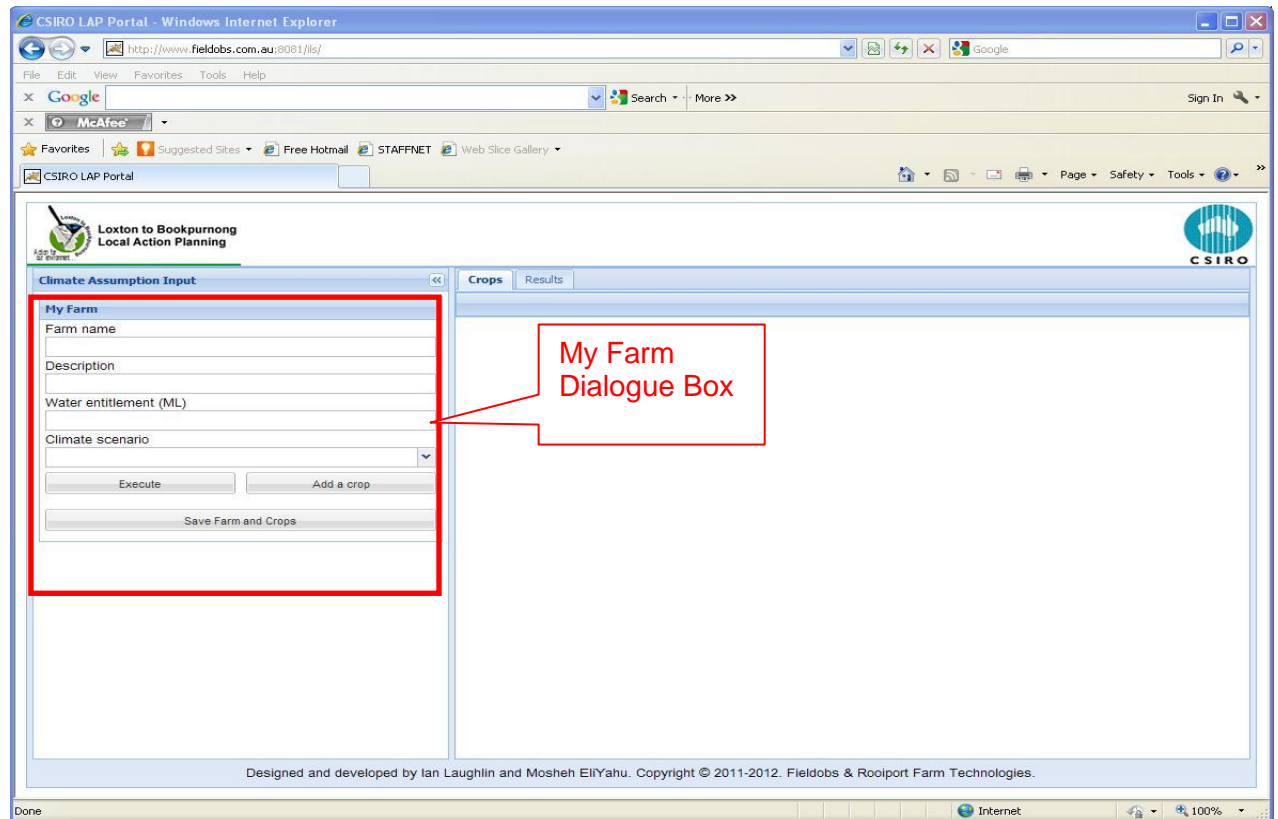 CSIRO LAP Portal - Windows Internet Explorer
http://www.fieldobs.com.au:8081/ils/
Google
File Edit View Favorites Tools Help
x Google Search More >>
Sign In
x McAfee
Favorites Suggested Sites Free Hotmail STAFFNET Web Slice Gallery
CSIRO LAP Portal
Page Safety Tools
Loxton to Bookpurnong
Local Action Planning
CSIRO
Climate Assumption Input
Crops Results
My Farm
Farm name
Description
Water entitlement (ML)
Climate scenario
Execute Add a crop
Save Farm and Crops
My Farm
Dialogue Box
Designed and developed by Ian Laughlin and Mosheh EliYahu. Copyright © 2011-2012. Fieldobs & Rooiport Farm Technologies.
Done Internet 100%